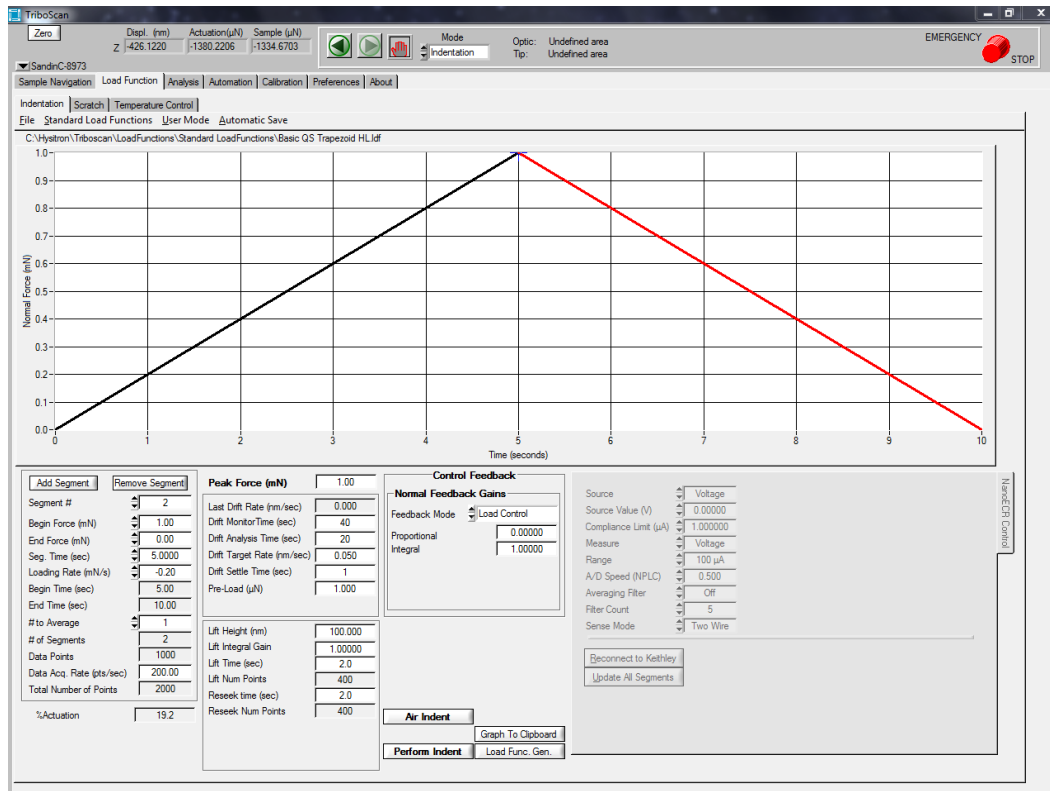 TriboScan
Zero
Displ. (nm) Actuation(µN) Sample (µN)
Z -426.1220 -1380.2206 -1334.6703
Mode
Indentation
Optic: Undefined area
Tip: Undefined area
EMERGENCY
STOP
SandinC-8973
Sample Navigation Load Function Analysis Automation Calibration Preferences About
Indentation Scratch Temperature Control
File Standard Load Functions User Mode Automatic Save
C:\Hysitron\Triboscan\LoadFunctions\Standard LoadFunctions\Basic QS Trapezoid HL.ldf
Normal Force (mN)
1.0
0.9
0.8
0.7
0.6
0.5
0.4
0.3
0.2
0.1
0.0
0 1 2 3 4 5 6 7 8 9 10
Time (seconds)
Add Segment Remove Segment
Segment # 2
Begin Force (mN) 1.00
End Force (mN) 0.00
Seg. Time (sec) 5.0000
Loading Rate (mN/s) -0.20
Begin Time (sec) 5.00
End Time (sec) 10.00
# to Average 1
# of Segments 2
Data Points 1000
Data Acq. Rate (pts/sec) 200.00
Total Number of Points 2000
%Actuation 19.2
Peak Force (mN) 1.00
Last Drift Rate (nm/sec) 0.000
Drift MonitorTime (sec) 40
Drift Analysis Time (sec) 20
Drift Target Rate (nm/sec) 0.050
Drift Settle Time (sec) 1
Pre-Load (µN) 1.000
Lift Height (nm) 100.000
Lift Integral Gain 1.00000
Lift Time (sec) 2.0
Lift Num Points 400
Reseek time (sec) 2.0
Reseek Num Points 400
Control Feedback
Normal Feedback Gains
Feedback Mode Load Control
Proportional 0.00000
Integral 1.00000
Air Indent
Graph To Clipboard
Perform Indent Load Func. Gen.
Source Voltage
Source Value (V) 0.00000
Compliance Limit (µA) 1.000000
Measure Voltage
Range 100 µA
A/D Speed (NPLC) 0.500
Averaging Filter Off
Filter Count 5
Sense Mode Two Wire
Reconnect to Keithley
Update All Segments
NanoECR Control